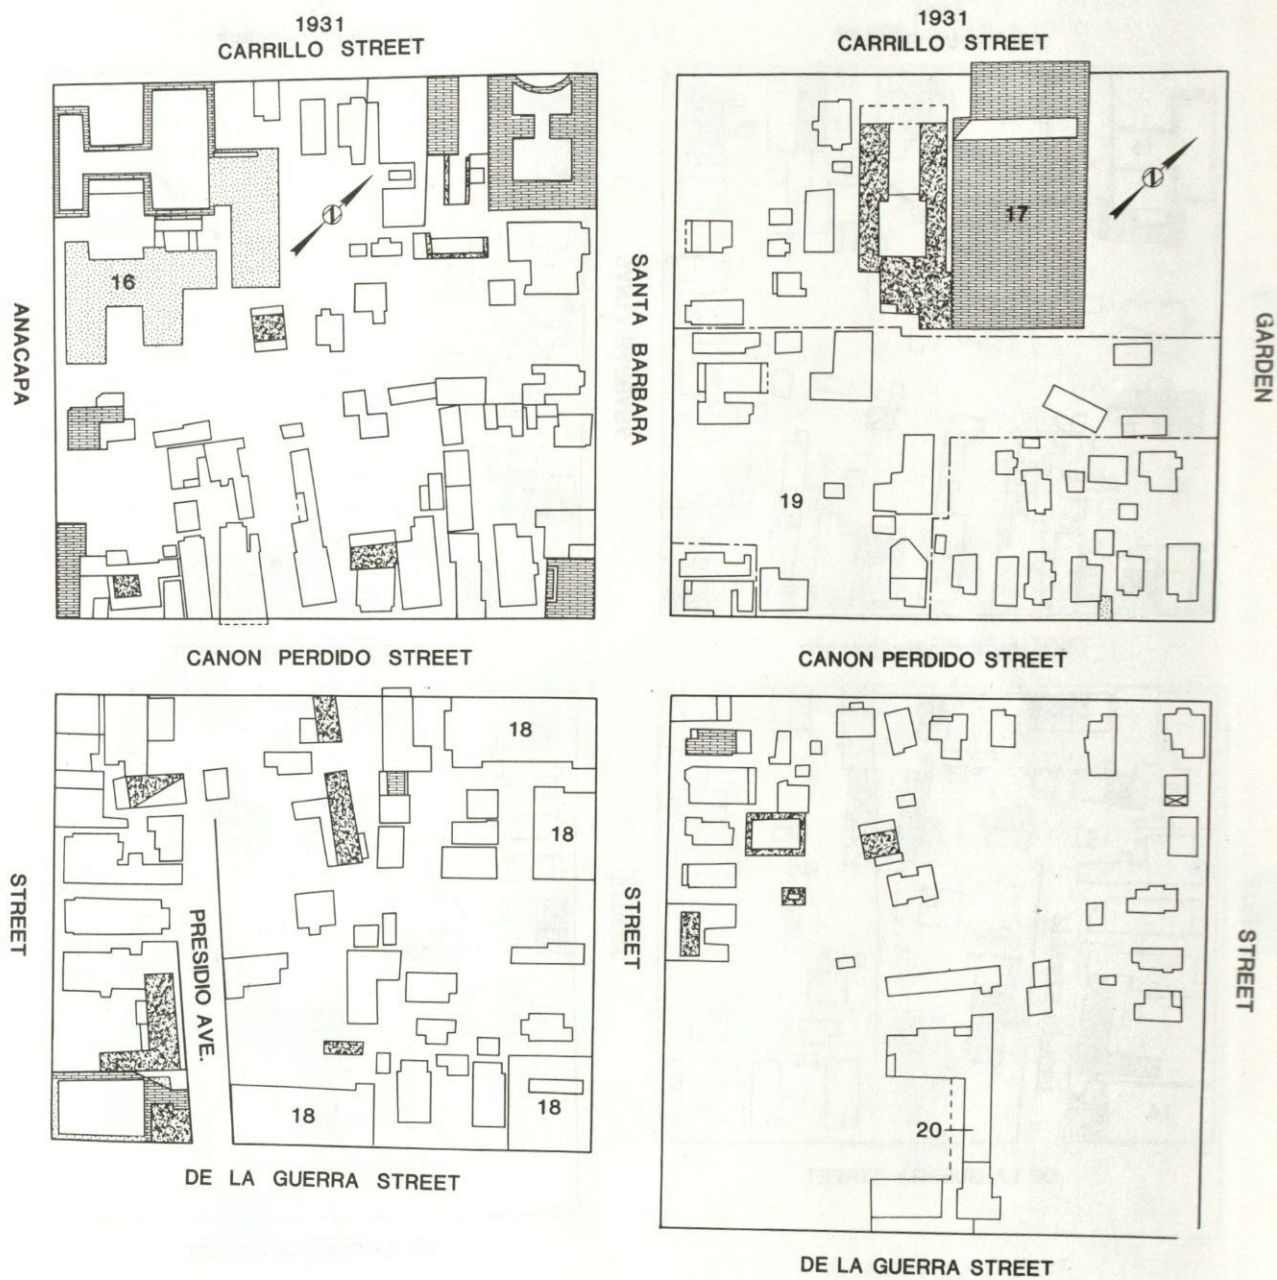 1931
CARRILLO STREET
1931
CARRILLO STREET
16
17
19
ANACAPA
SANTA BARBARA
GARDEN
CANON PERDIDO STREET
CANON PERDIDO STREET
18
18
18
18
20
STREET
PRESIDIO AVE.
STREET
STREET
DE LA GUERRA STREET
DE LA GUERRA STREET